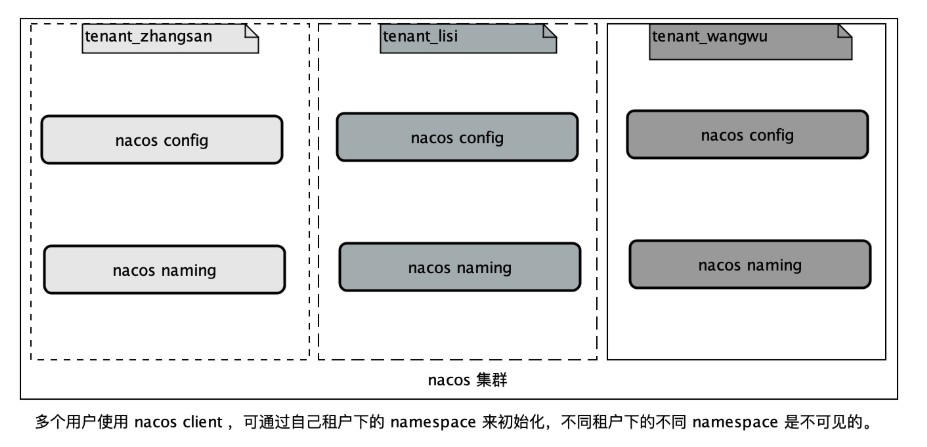 tenant_zhangsan
tenant_lisi
tenant_wangwu
nacos config
nacos config
nacos config
nacos naming
nacos naming
nacos naming
nacos 集群
多个用户使用 nacos client ，可通过自己租户下的 namespace 来初始化，不同租户下的不同 namespace 是不可见的。